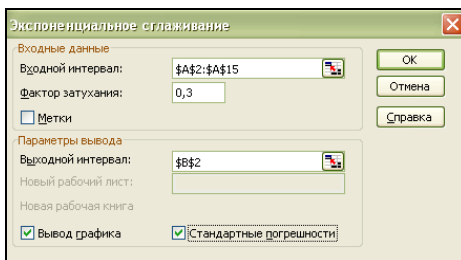 Экспоненциальное сглаживание
Входные данные
Входной интервал: $A$2:$A$15
Фактор затухания: 0,3
Метки
Параметры вывода
Выходной интервал: $B$2
Новый рабочий лист:
Новая рабочая книга
Вывод графика Стандартные погрешности
ОК
Отмена
Справка